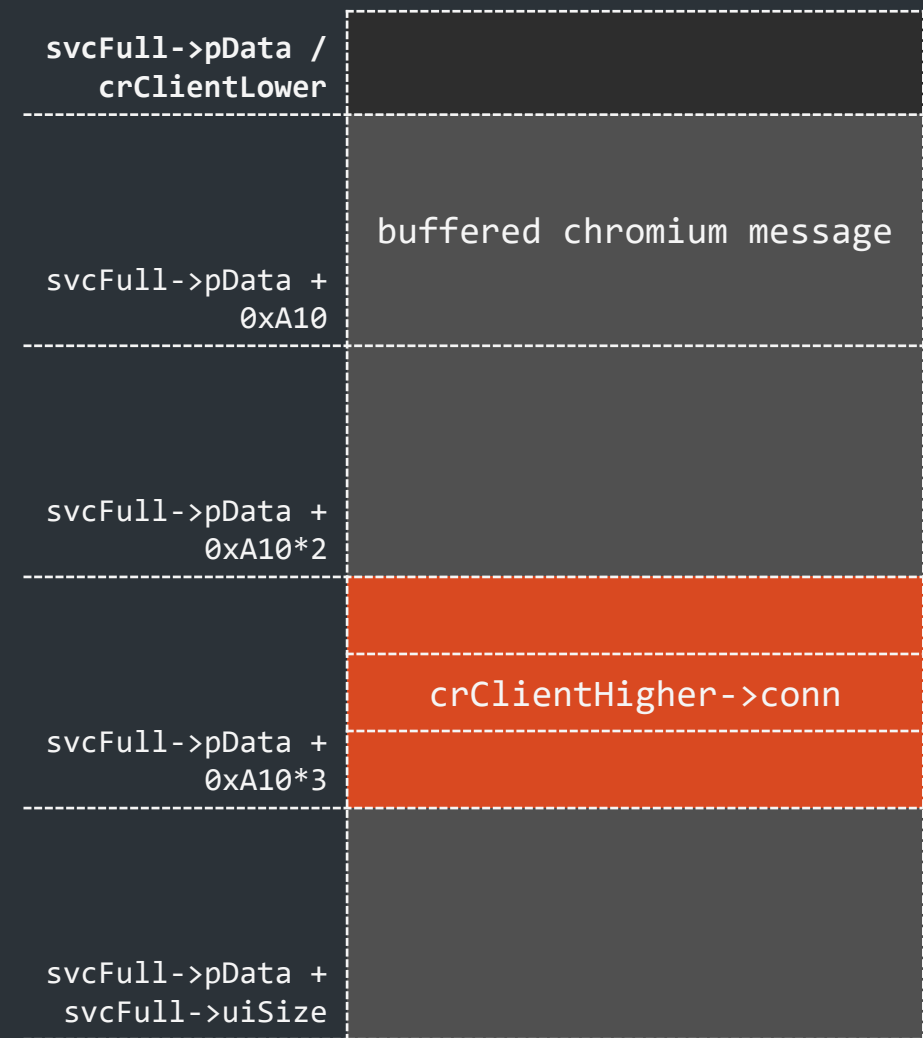 svcFull->pData /
crClientLower
buffered chromium message
svcFull->pData +
0xA10
svcFull->pData +
0xA10*2
crClientHigher->conn
svcFull->pData +
0xA10*3
svcFull->pData +
svcFull->uiSize